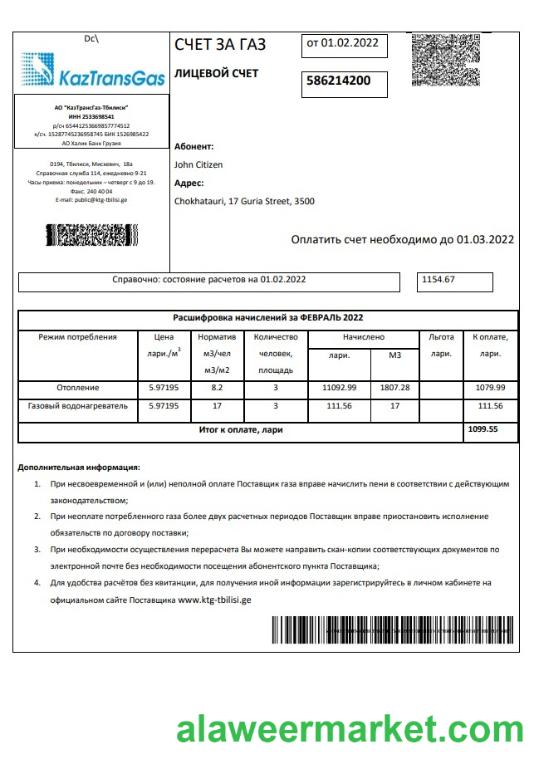 Dc\
KazTransGas
АО "КазТрансГаз-Тбилиси"
ИНН 2533698541
р/сч 65441253669857774512
к/сч. 15287745236958745 БИК 1526985422
АО Халик Банк Грузия
0194, Тбилиси, Мискевич, 18а
Справочная служба 114, ежедневно 9-21
Часы приема: понедельник – четверг с 9 до 19.
Факс: 240 40 04
E-mail: public@ktg-tbilisi.ge
СЧЕТ ЗА ГАЗ
от 01.02.2022
ЛИЦЕВОЙ СЧЕТ
586214200
Абонент:
John Citizen
Адрес:
Chokhatauri, 17 Guria Street, 3500
Оплатить счет необходимо до 01.03.2022
Справочно: состояние расчетов на 01.02.2022
1154.67
Расшифровка начислений за ФЕВРАЛЬ 2022
Режим потребления
Цена
лари./м3
Норматив
м3/чел
м3/м2
Количество
человек,
площадь
Начислено
лари.
М3
Льгота
лари.
К оплате,
лари.
Отопление 5.97195 8.2 3 11092.99 1807.28 1079.99
Газовый водонагреватель 5.97195 17 3 111.56 17 111.56
Итог к оплате, лари 1099.55
Дополнительная информация:
1. При несвоевременной и (или) неполной оплате Поставщик газа вправе начислить пени в соответствии с действующим
законодательством;
2. При неоплате потребленного газа более двух расчетных периодов Поставщик вправе приостановить исполнение
обязательств по договору поставки;
3. При необходимости осуществления перерасчета Вы можете направить скан-копии соответствующих документов по
электронной почте без необходимости посещения абонентского пункта Поставщика;
4. Для удобства расчётов без квитанции, для получения иной информации зарегистрируйтесь в личном кабинете на
официальном сайте Поставщика www.ktg-tbilisi.ge
alaweermarket.com